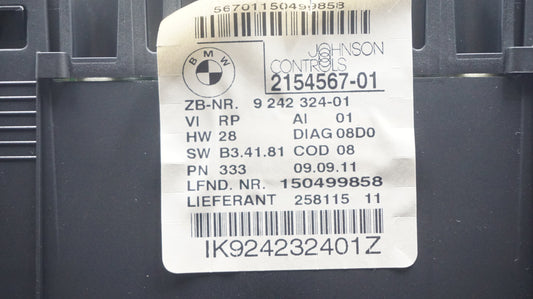 56701150499858
BMW
JOHNSON
CONTROLS
2154567-01
ZB-NR. 9 242 324-01
VI RP AI 01
HW 28 DIAG 08D0
SW B3.41.81 COD 08
PN 333 09.09.11
LFND. NR. 150499858
LIEFERANT 258115 11
IK924232401Z